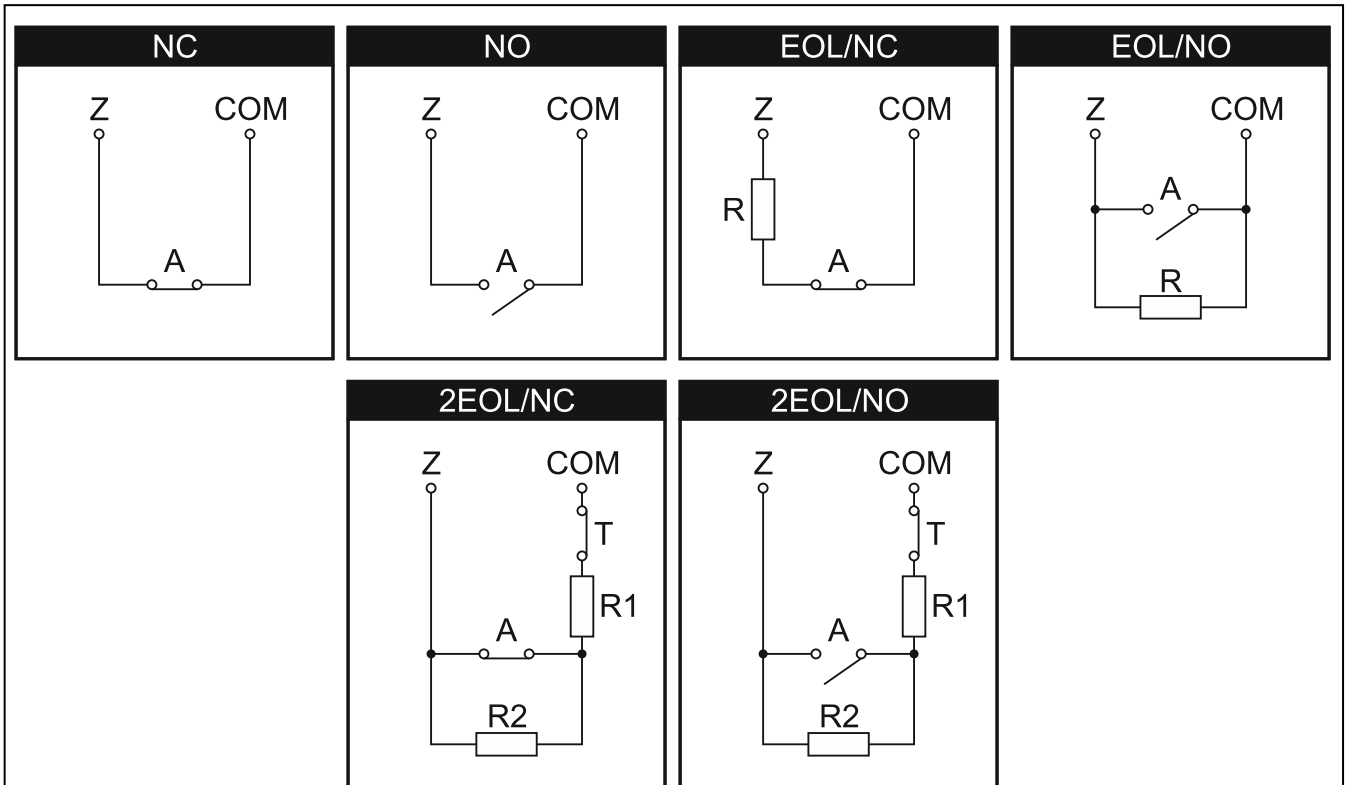 NC
NO
EOL/NC
EOL/NO
Z COM
Z COM
Z COM
Z COM
A
A
R A
A
R
2EOL/NC
2EOL/NO
Z COM
Z COM
T
T
R1
R1
A
A
R2
R2